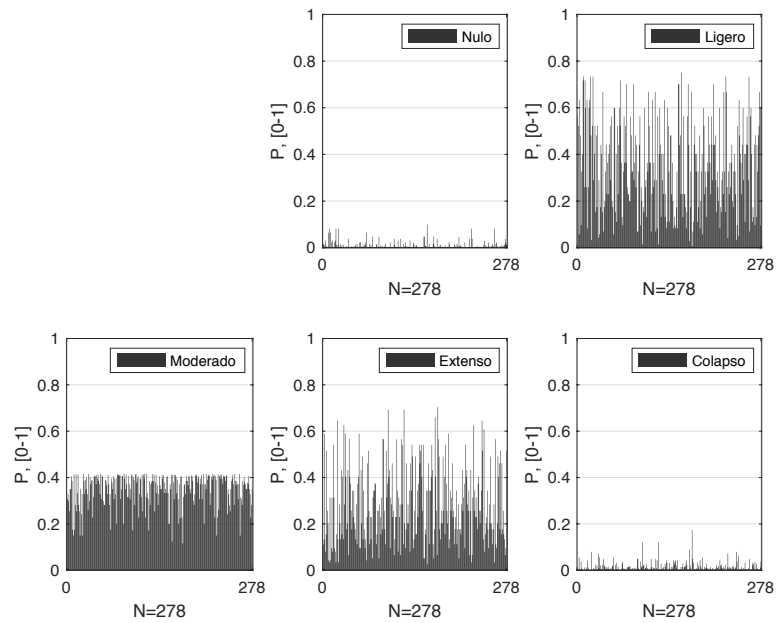 1
Nulo
0.8
0.6
0.4
0.2
0
P, [0-1]
0 278
N=278
1
Ligero
0.8
0.6
0.4
0.2
0
P, [0-1]
0 278
N=278
1
Moderado
0.8
0.6
0.4
0.2
0
P, [0-1]
0 278
N=278
1
Extenso
0.8
0.6
0.4
0.2
0
P, [0-1]
0 278
N=278
1
Colapso
0.8
0.6
0.4
0.2
0
P, [0-1]
0 278
N=278